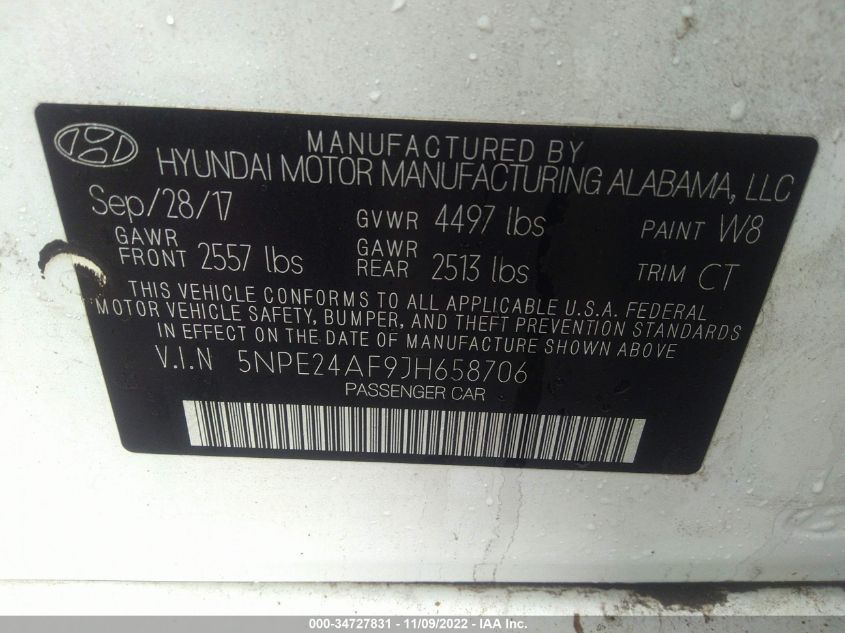 MANUFACTURED BY
HYUNDAI MOTOR MANUFACTURING ALABAMA, LLC
Sep/28/17 GVWR 4497 lbs PAINT W8
GAWR FRONT 2557 lbs GAWR REAR 2513 lbs TRIM CT
THIS VEHICLE CONFORMS TO ALL APPLICABLE U.S.A. FEDERAL
MOTOR VEHICLE SAFETY, BUMPER, AND THEFT PREVENTION STANDARDS
IN EFFECT ON THE DATE OF MANUFACTURE SHOWN ABOVE
V.I.N 5NPE24AF9JH658706
PASSENGER CAR
000-34727831 - 11/09/2022 - IAA Inc.